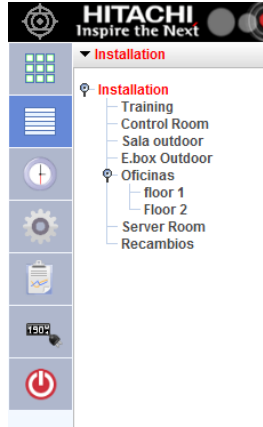 HITACHI
Inspire the Next
Installation
Installation
Training
Control Room
Sala outdoor
E.box Outdoor
Oficinas
floor 1
Floor 2
Server Room
Recambios